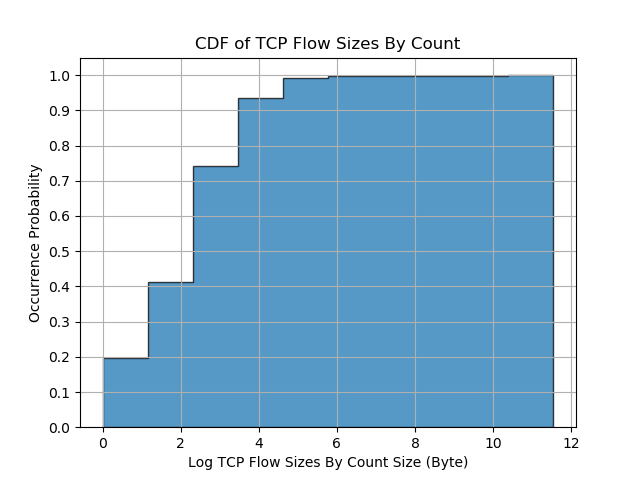 CDF of TCP Flow Sizes By Count
1.0
0.9
0.8
0.7
0.6
0.5
0.4
0.3
0.2
0.1
0.0
Occurrence Probability
0 2 4 6 8 10 12
Log TCP Flow Sizes By Count Size (Byte)